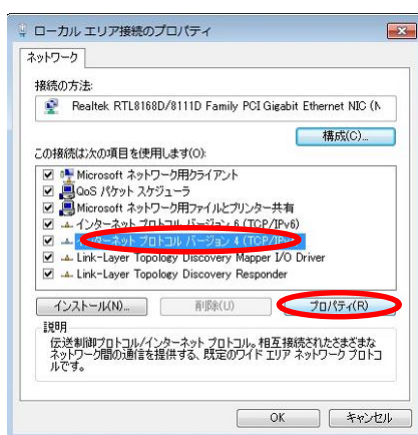 ローカル エリア接続のプロパティ
ネットワーク
接続の方法:
Realtek RTL8168D/8111D Family PCI Gigabit Ethernet NIC (N
構成(C)...
この接続は次の項目を使用します(O):
Microsoft ネットワーク用クライアント
QoS パケット スケジューラ
Microsoft ネットワーク用ファイルとプリンター共有
インターネット プロトコル バージョン 6 (TCP/IPv6)
インターネット プロトコル バージョン 4 (TCP/IPv
Link-Layer Topology Discovery Mapper I/O Driver
Link-Layer Topology Discovery Responder
インストール(N)...
削除(U)
プロパティ(R)
説明
伝送制御プロトコル/インターネット プロトコル。相互接続されたさまざまな
ネットワーク間の通信を提供する、既定のワイド エリア ネットワーク プロトコ
ルです。
OK
キャンセル